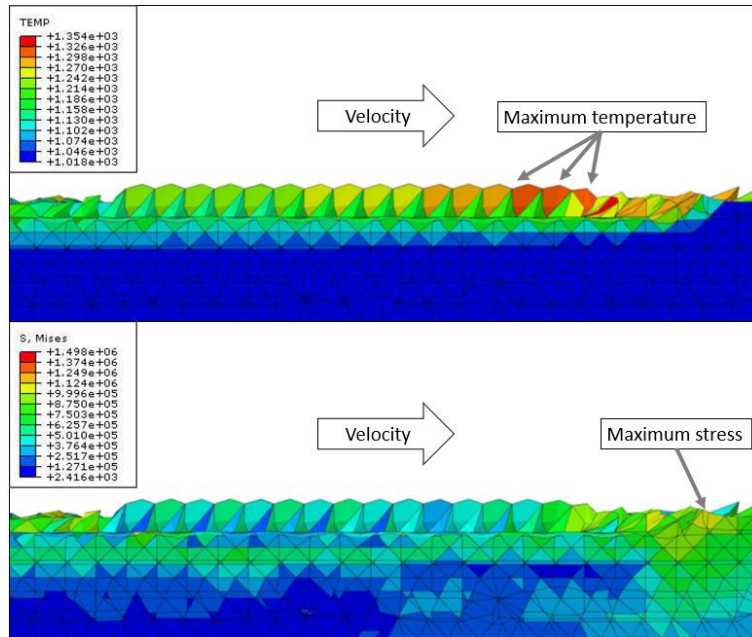 TEMP
+1.354e+03
+1.326e+03
+1.298e+03
+1.270e+03
+1.242e+03
+1.214e+03
+1.186e+03
+1.158e+03
+1.130e+03
+1.102e+03
+1.074e+03
+1.046e+03
+1.018e+03
Velocity
Maximum temperature
S, Mises
+1.498e+06
+1.374e+06
+1.249e+06
+1.124e+06
+9.996e+05
+8.750e+05
+7.503e+05
+6.257e+05
+5.010e+05
+3.764e+05
+2.517e+05
+1.271e+05
+2.416e+03
Velocity
Maximum stress